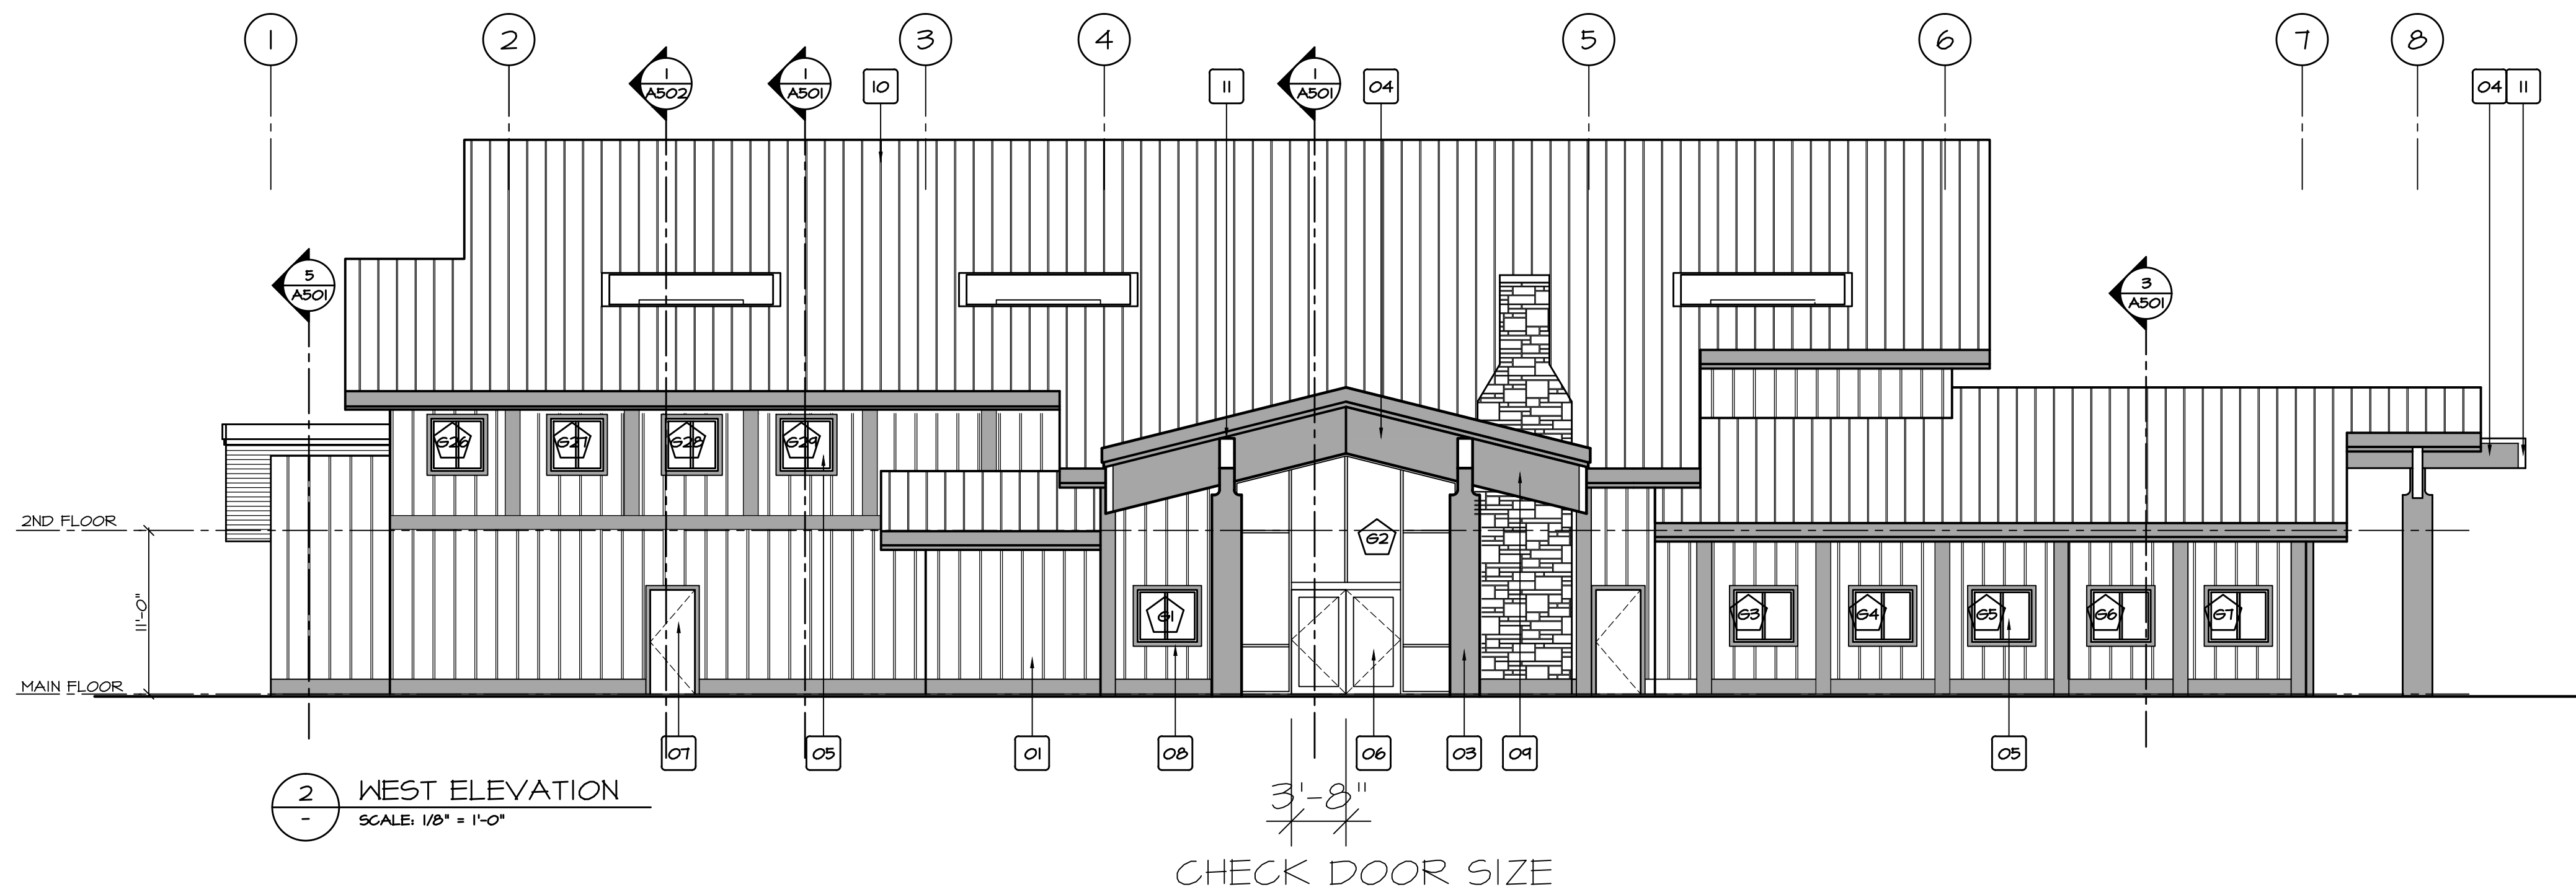 1 2 3 4 5 6 7 8
1 1 10 11 1 04 04 11
A502 A501 A501
5 3
A501 A501
G26 G27 G28 G29
2ND FLOOR
G2
11'-0"
G1 G3 G4 G5 G6 G7
MAIN FLOOR
07 05 01 08 06 03 09 05
2 WEST ELEVATION
- SCALE: 1/8" = 1'-0"
3'-8"
CHECK DOOR SIZE